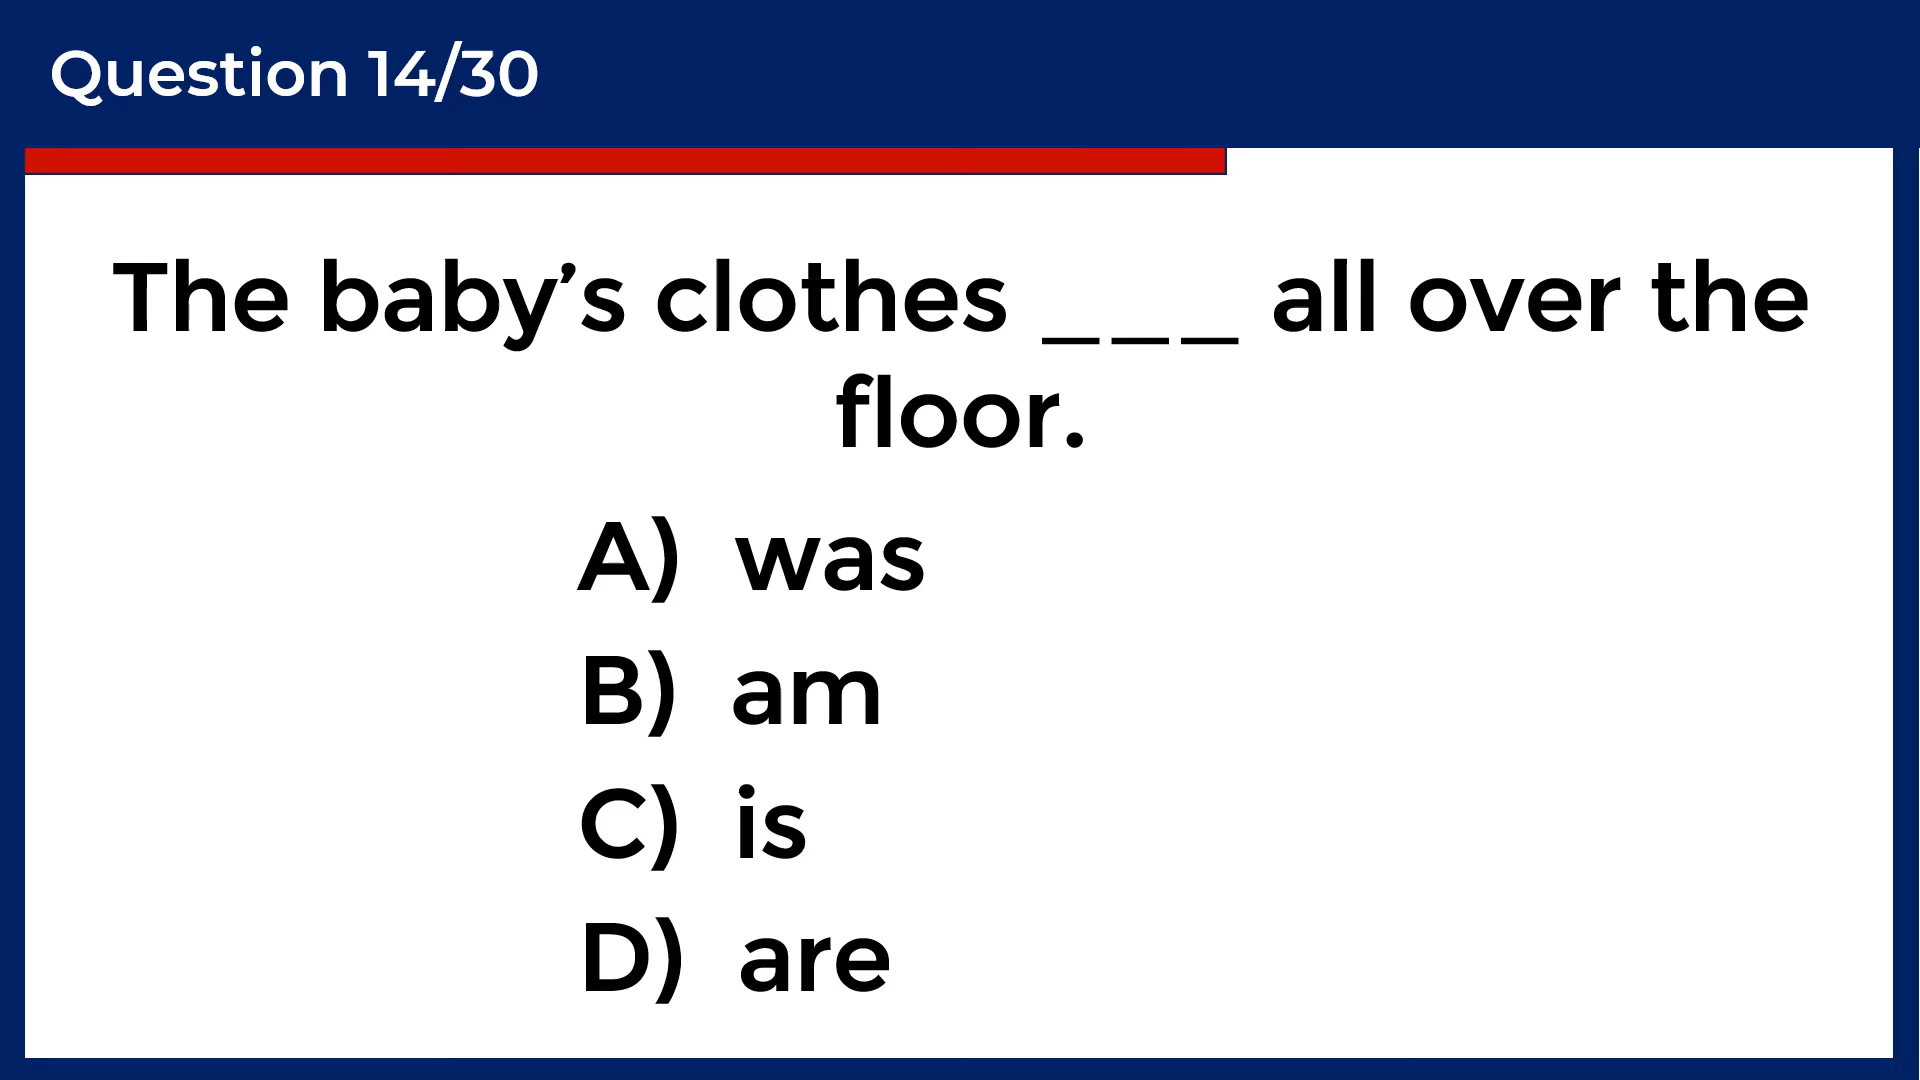 Question 14/30
The baby’s clothes ___ all over the
floor.
A) was
B) am
C) is
D) are